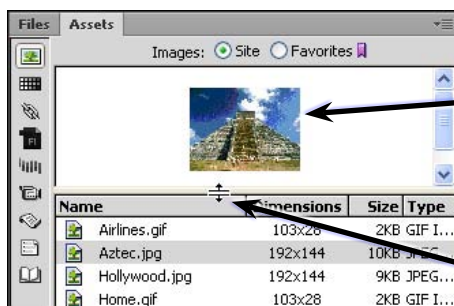 Files Assets
Images: Site Favorites
Name Dimensions Size Type
Airlines.gif 103x28 2KB GIF I...
Aztec.jpg 192x144 10KB JPEG...
Hollywood.jpg 192x144 9KB JPEG...
Home.gif 103x28 2KB GIF I...